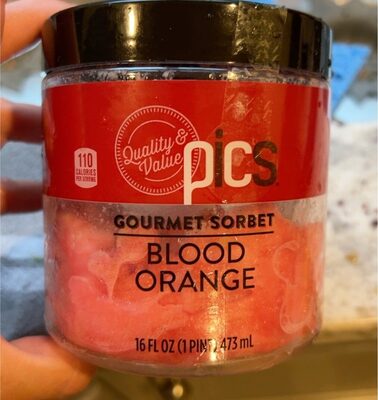 Quality &
Value
pics
110
CALORIES
PER SERVING
GOURMET SORBET
BLOOD
ORANGE
16 FL OZ (1 PINT) 473 mL